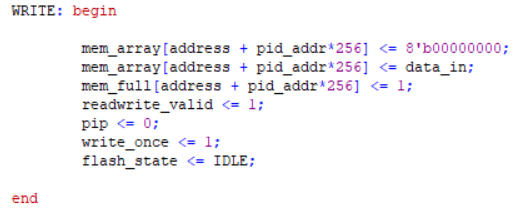 WRITE: begin
mem_array[address + pid_addr*256] <= 8'b00000000;
mem_array[address + pid_addr*256] <= data_in;
mem_full[address + pid_addr*256] <= 1;
readwrite_valid <= 1;
pip <= 0;
write_once <= 1;
flash_state <= IDLE;
end